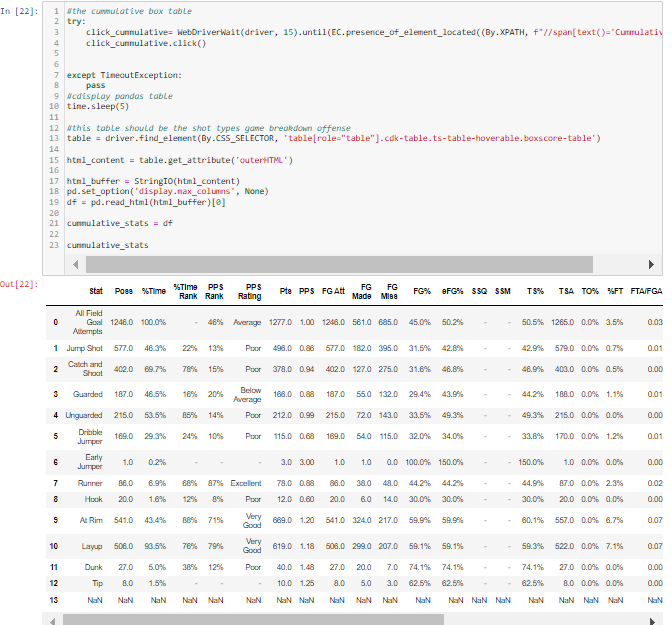 In [22]:
1 #the cummulative box table
2 try:
3 click_cummulative= WebDriverWait(driver, 15).until(EC.presence_of_element_located((By.XPATH, f"//span[text()='Cummulativ
4 click_cummulative.click()
5
6
7 except TimeoutException:
8 pass
9 #cdisplay pandas table
10 time.sleep(5)
11
12 #this table should be the shot types game breakdown offense
13 table = driver.find_element(By.CSS_SELECTOR, 'table[role="table"].cdk-table.ts-table-hoverable.boxscore-table')
14
15 html_content = table.get_attribute('outerHTML')
16
17 html_buffer = StringIO(html_content)
18 pd.set_option('display.max_columns', None)
19 df = pd.read_html(html_buffer)[0]
20
21 cummulative_stats = df
22
23 cummulative_stats
Out[22]:
Stat Poss %Time %Time Rank PPS Rank PPS Rating Pts PPS FG Att FG Made FG Miss FG% eFG% SSQ SSM TS% TSA TO% %FT FTA/FGA
0 All Field Goal Attempts 1246.0 100.0% - 46% Average 1277.0 1.00 1246.0 561.0 685.0 45.0% 50.2% - - 50.5% 1265.0 0.0% 3.5% 0.03
1 Jump Shot 577.0 46.3% 22% 13% Poor 496.0 0.86 577.0 182.0 395.0 31.5% 42.8% - - 42.9% 579.0 0.0% 0.7% 0.01
2 Catch and Shoot 402.0 69.7% 78% 15% Poor 378.0 0.94 402.0 127.0 275.0 31.6% 46.8% - - 46.9% 403.0 0.0% 0.5% 0.00
3 Guarded 187.0 46.5% 16% 20% Below Average 166.0 0.88 187.0 55.0 132.0 29.4% 43.9% - - 44.2% 188.0 0.0% 1.1% 0.01
4 Unguarded 215.0 53.5% 85% 14% Poor 212.0 0.99 215.0 72.0 143.0 33.5% 49.3% - - 49.3% 215.0 0.0% 0.0% 0.00
5 Dribble Jumper 169.0 29.3% 24% 10% Poor 115.0 0.68 169.0 54.0 115.0 32.0% 34.0% - - 33.8% 170.0 0.0% 1.2% 0.01
6 Early Jumper 1.0 0.2% - - - 3.0 3.00 1.0 1.0 0.0 100.0% 150.0% - - 150.0% 1.0 0.0% 0.0% 0.00
7 Runner 86.0 6.9% 68% 87% Excellent 78.0 0.88 86.0 38.0 48.0 44.2% 44.2% - - 44.9% 87.0 0.0% 2.3% 0.02
8 Hook 20.0 1.6% 12% 8% Poor 12.0 0.60 20.0 6.0 14.0 30.0% 30.0% - - 30.0% 20.0 0.0% 0.0% 0.00
9 At Rim 541.0 43.4% 88% 71% Very Good 669.0 1.20 541.0 324.0 217.0 59.9% 59.9% - - 60.1% 557.0 0.0% 6.7% 0.07
10 Layup 506.0 93.5% 76% 79% Very Good 619.0 1.18 506.0 299.0 207.0 59.1% 59.1% - - 59.3% 522.0 0.0% 7.1% 0.07
11 Dunk 27.0 5.0% 38% 12% Poor 40.0 1.48 27.0 20.0 7.0 74.1% 74.1% - - 74.1% 27.0 0.0% 0.0% 0.00
12 Tip 8.0 1.5% - - - 10.0 1.25 8.0 5.0 3.0 62.5% 62.5% - - 62.5% 8.0 0.0% 0.0% 0.00
13 NaN NaN NaN NaN NaN NaN NaN NaN NaN NaN NaN NaN NaN NaN NaN NaN NaN NaN NaN NaN